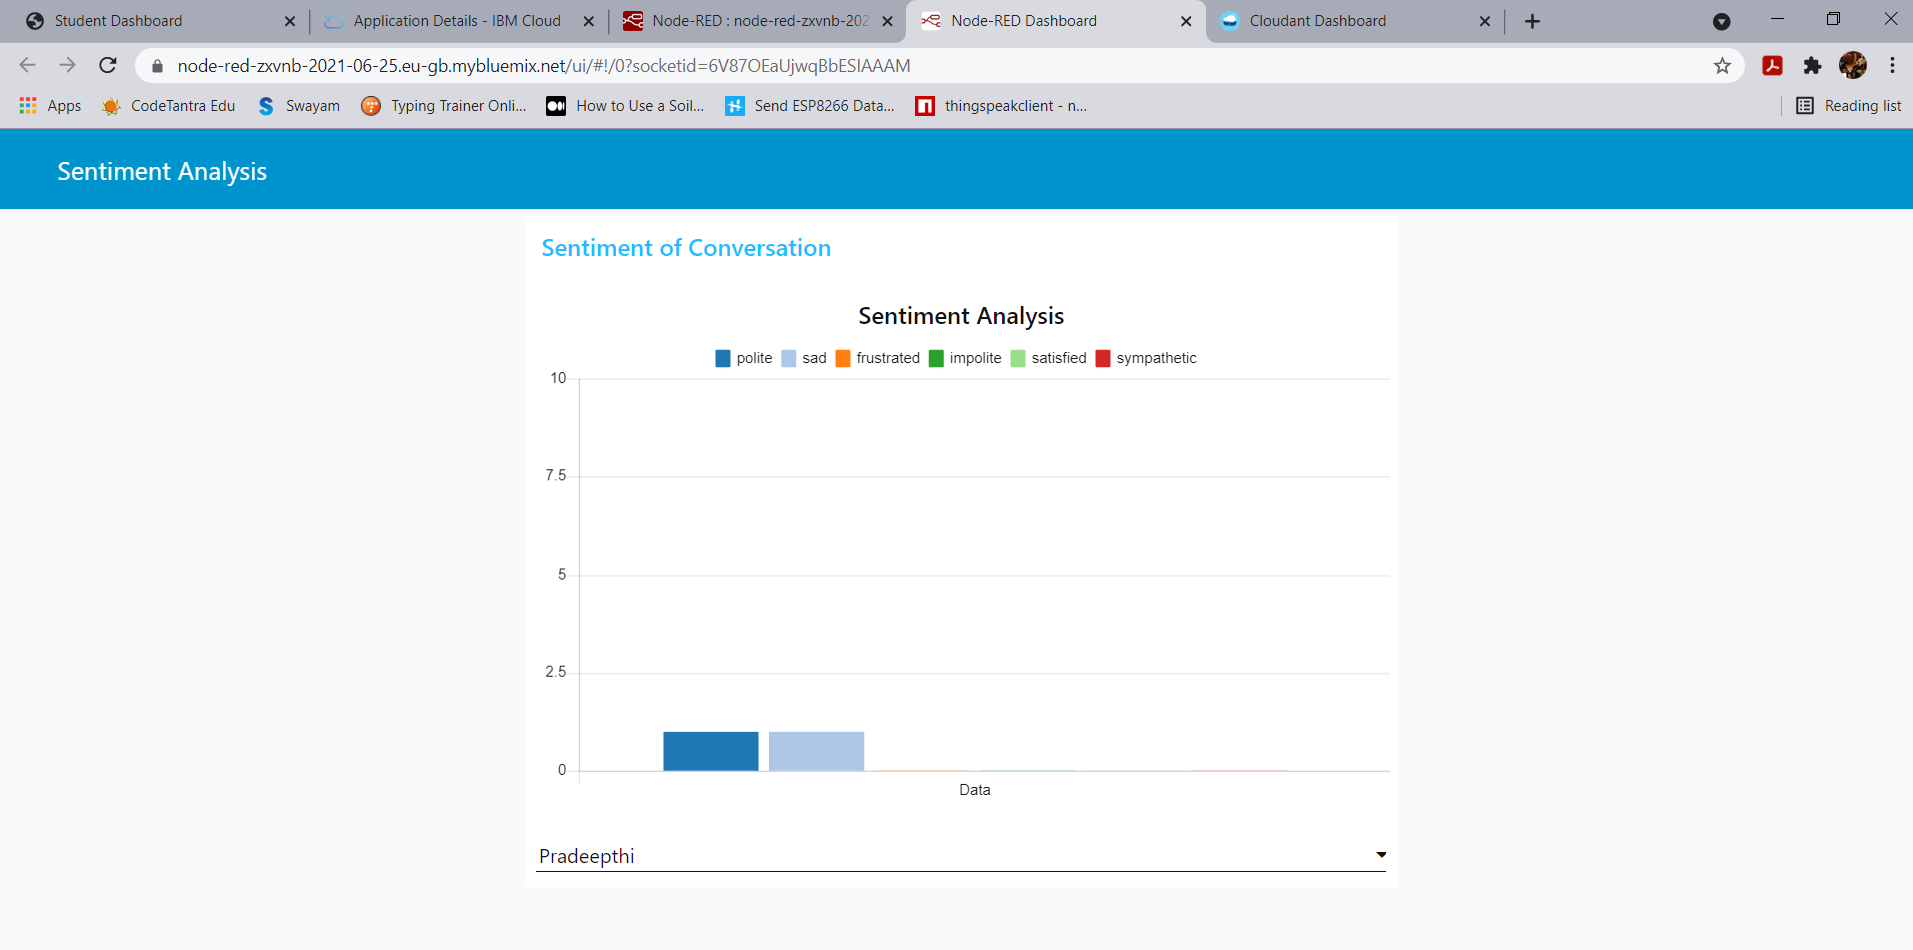 Student Dashboard
Application Details - IBM Cloud
Node-RED : node-red-zxvnb-202
Node-RED Dashboard
Cloudant Dashboard
node-red-zxvnb-2021-06-25.eu-gb.mybluemix.net/ui/#!/0?socketid=6V87OEaUjwqBbESIAAAM
Apps
CodeTantra Edu
Swayam
Typing Trainer Onli...
How to Use a Soil...
Send ESP8266 Data...
thingspeakclient - n...
Reading list
Sentiment Analysis
Sentiment of Conversation
Sentiment Analysis
polite sad frustrated impolite satisfied sympathetic
10
7.5
5
2.5
0
Data
Pradeepthi